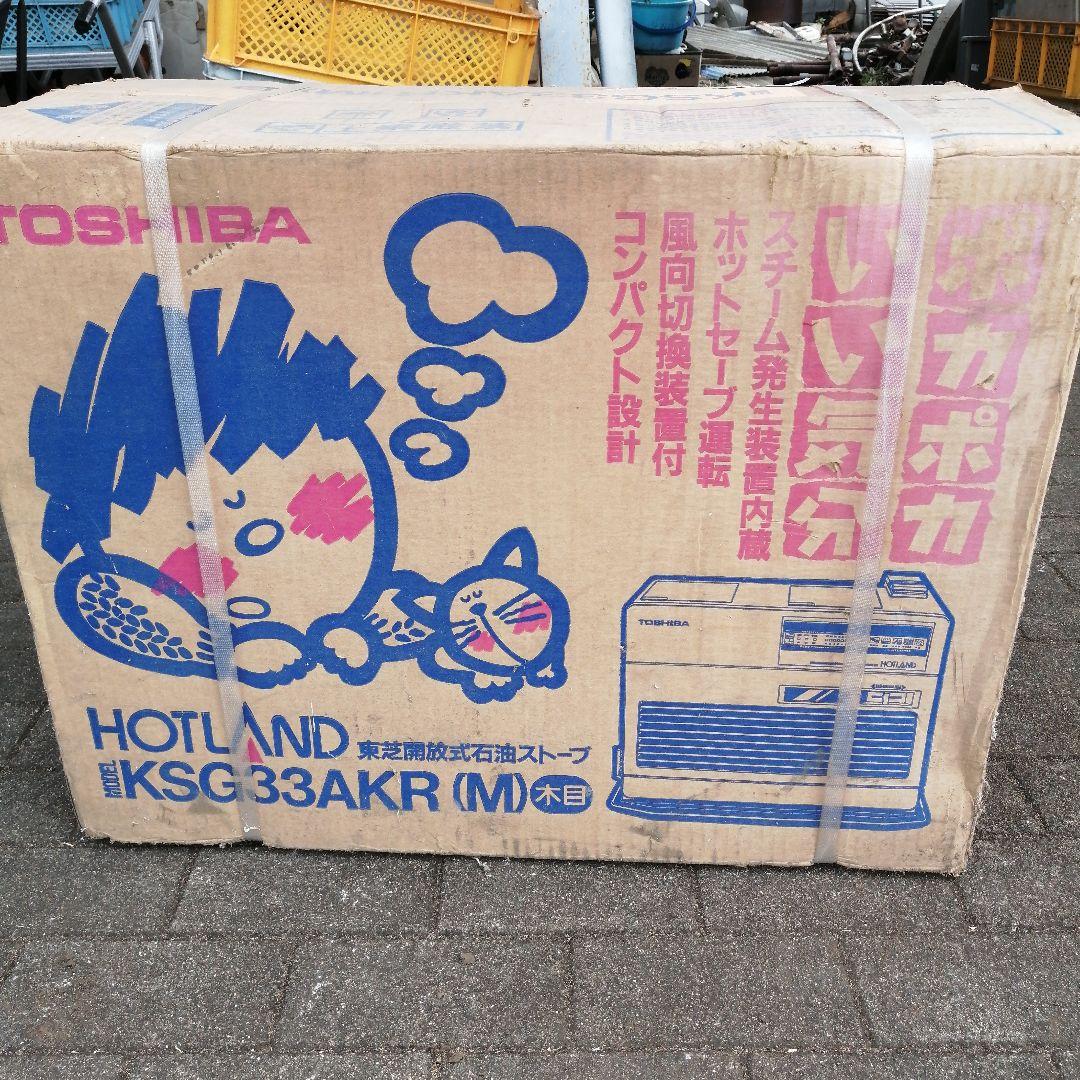 TOSHIBA
ポカポカ
いい気分
スチーム発生装置内蔵
ホットセーブ運転
風向切換装置付
コンパクト設計
TOSHIBA
HOTLAND
HOTLAND 東芝開放式石油ストーブ
MODEL KSG33AKR (M) 木目